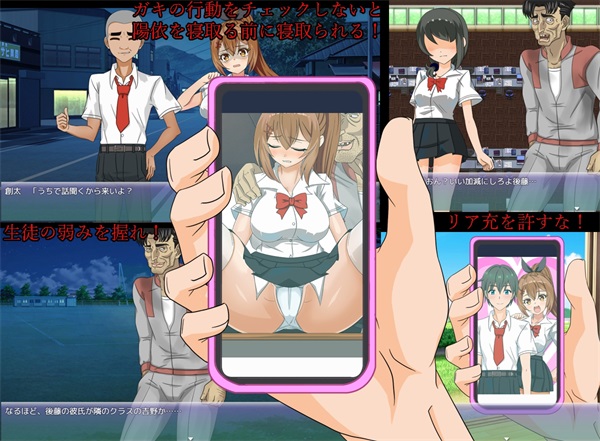 ガキの行動をチェックしないと
陽依を寝取る前に寝取られる！
創太　「うちで話聞くから来いよ？
いい加減にしろよ後藤…
生徒の弱みを握れ！
リア充を許すな！
なるほど、後藤の彼氏が隣のクラスの吉野か……